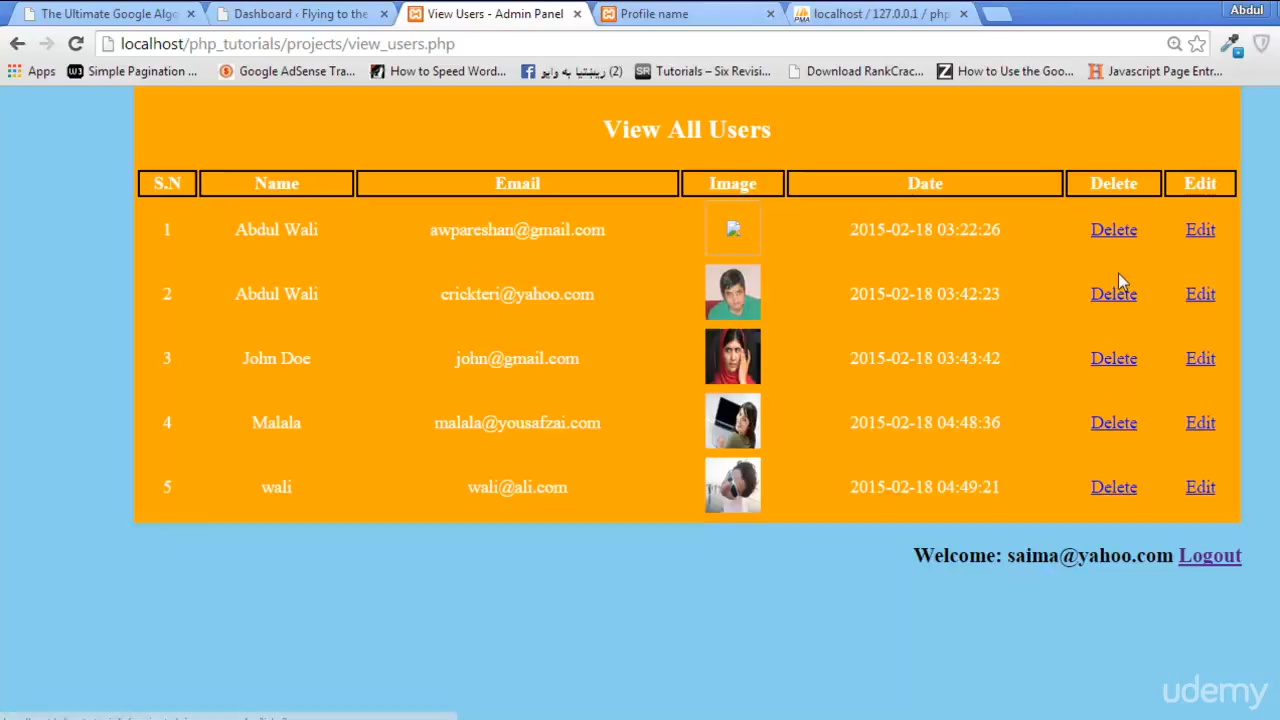 The Ultimate Google Algo
Dashboard ‹ Flying to the
View Users - Admin Panel
Profile name
localhost / 127.0.0.1 / php
Abdul
localhost/php_tutorials/projects/view_users.php
Apps
Simple Pagination ...
Google AdSense Tra...
How to Speed Word...
(2)
Tutorials – Six Revisi...
Download RankCrac...
How to Use the Goo...
Javascript Page Entr...
View All Users
S.N Name Email Image Date Delete Edit
1 Abdul Wali awpareshan@gmail.com 2015-02-18 03:22:26 Delete Edit
2 Abdul Wali crickteri@yahoo.com 2015-02-18 03:42:23 Delete Edit
3 John Doe john@gmail.com 2015-02-18 03:43:42 Delete Edit
4 Malala malala@yousafzai.com 2015-02-18 04:48:36 Delete Edit
5 wali wali@ali.com 2015-02-18 04:49:21 Delete Edit
Welcome: saima@yahoo.com Logout
udemy